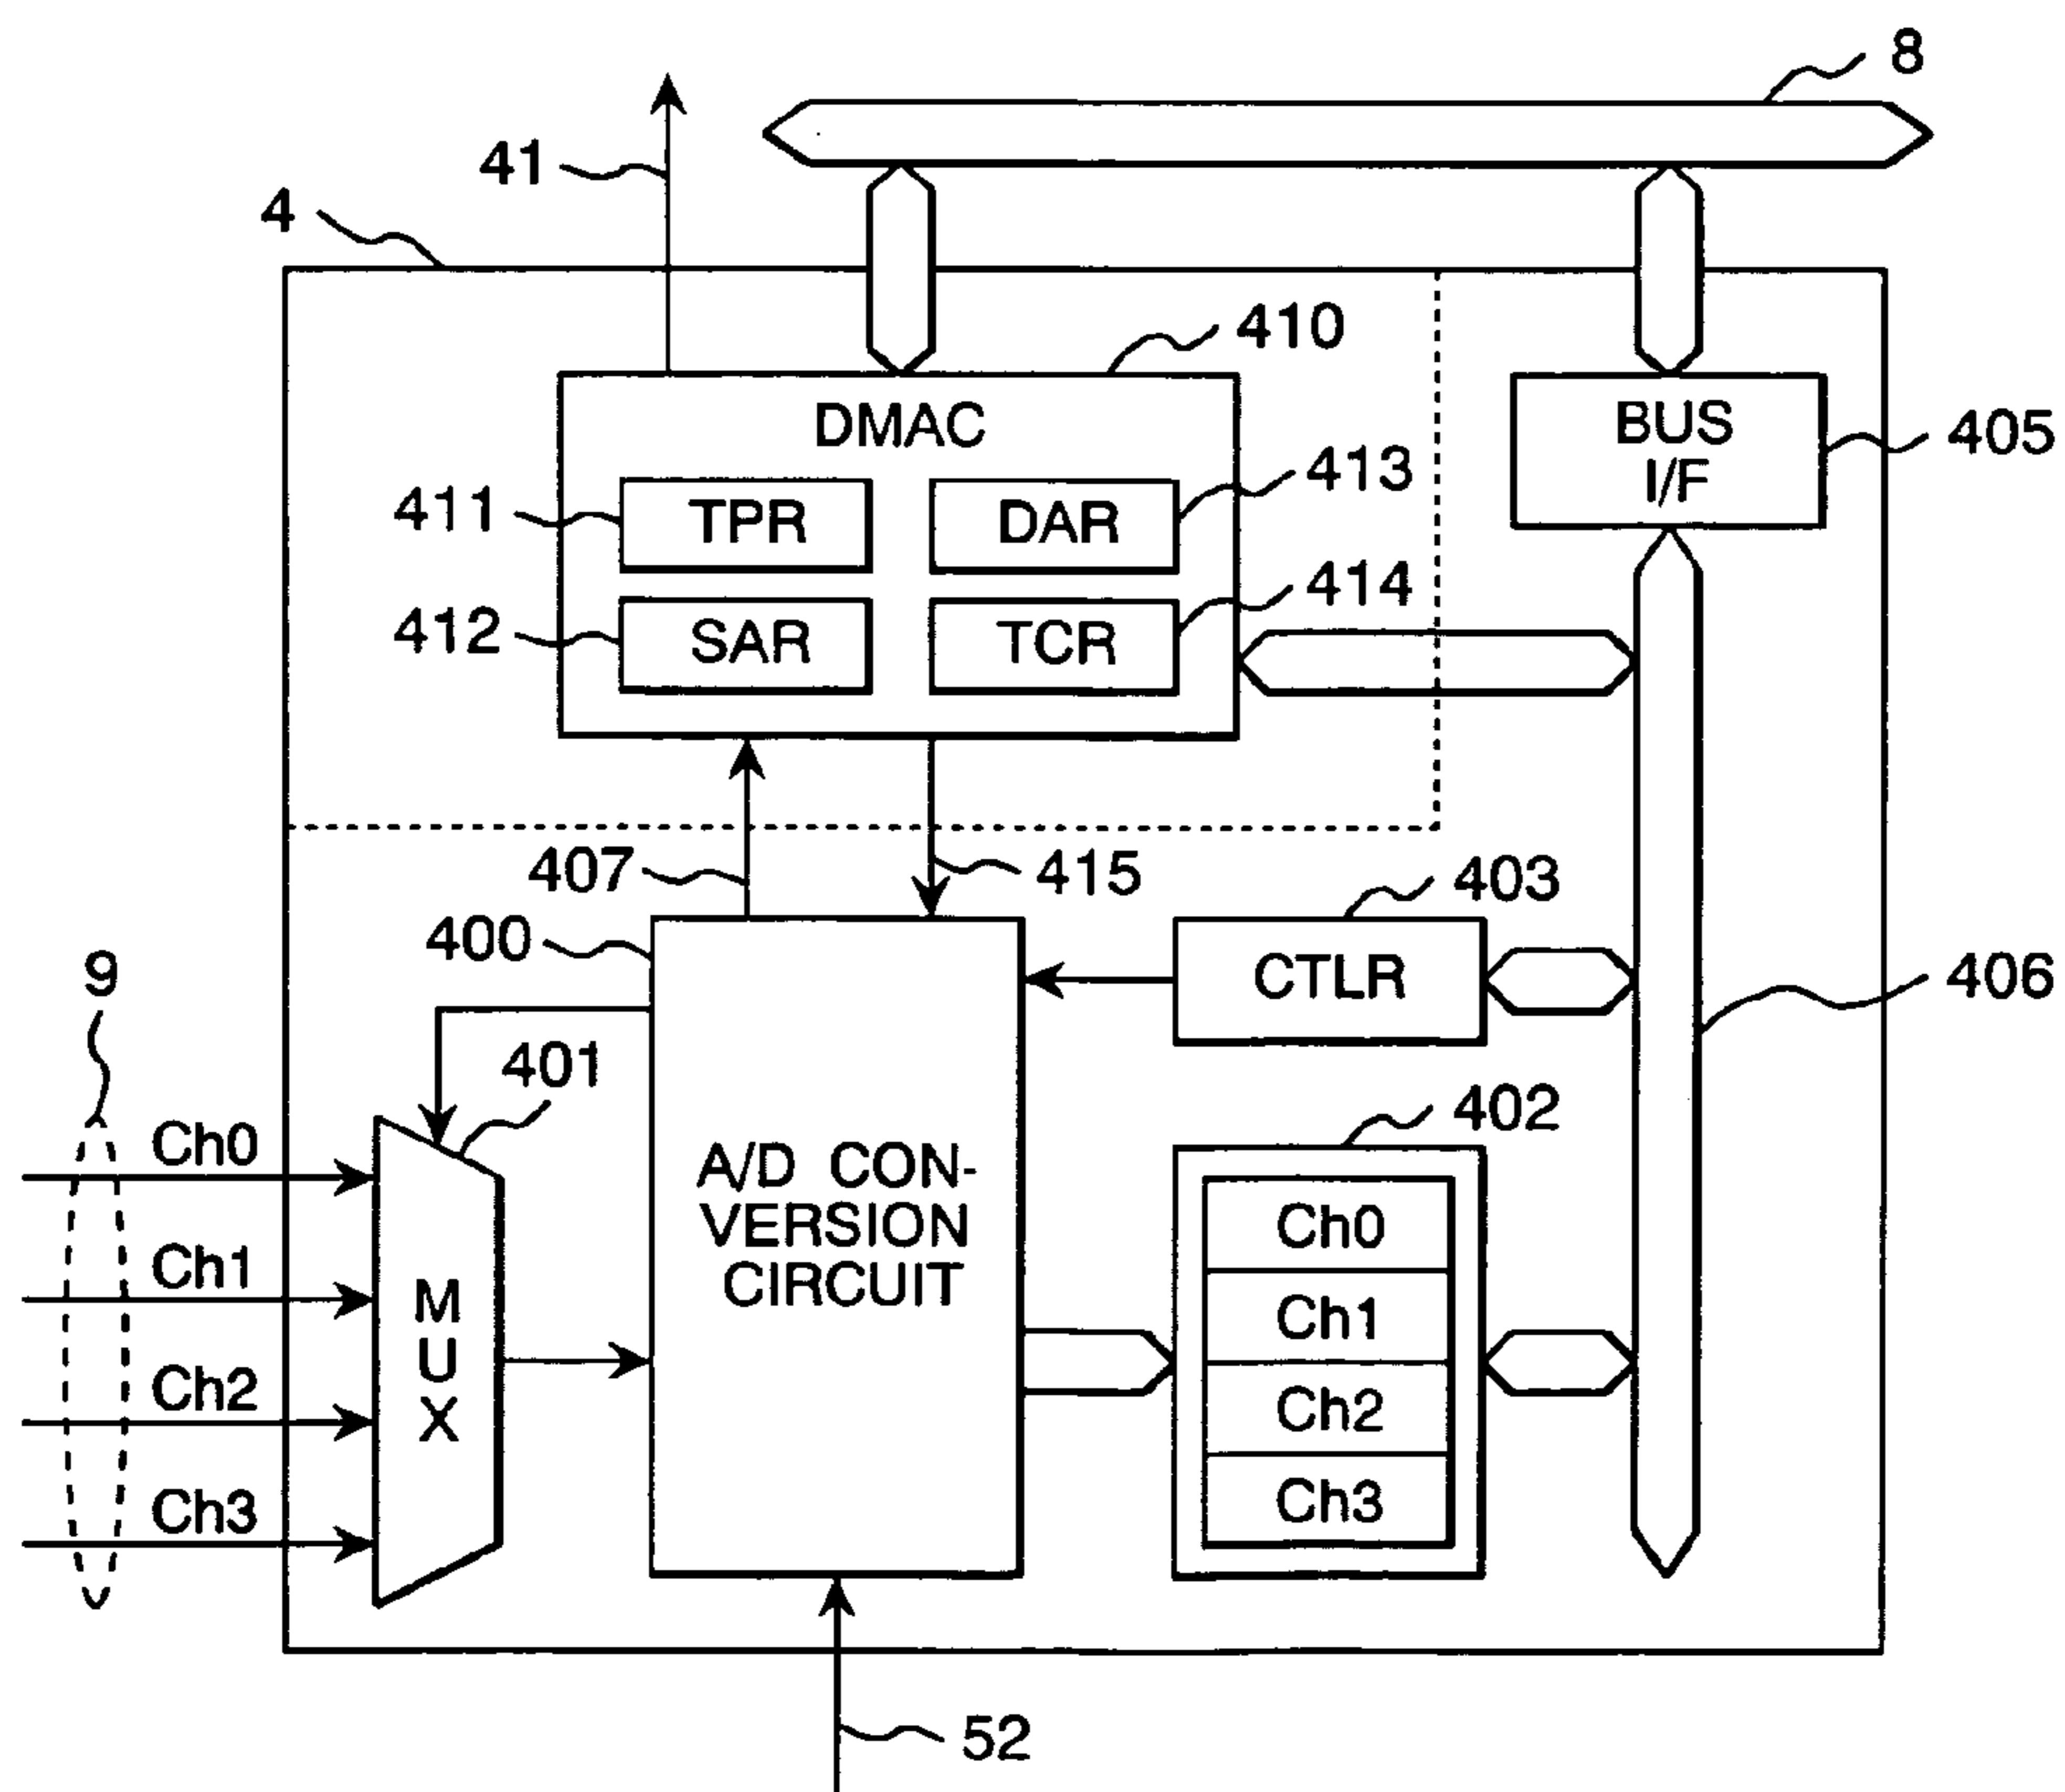 8
41
4
410
DMAC
BUS
I/F
405
411
TPR
DAR
413
412
SAR
TCR
414
407
415
403
400
CTLR
406
9
401
402
Ch0
Ch1
Ch2
Ch3
M
U
X
A/D CON-
VERSION
CIRCUIT
Ch0
Ch1
Ch2
Ch3
52